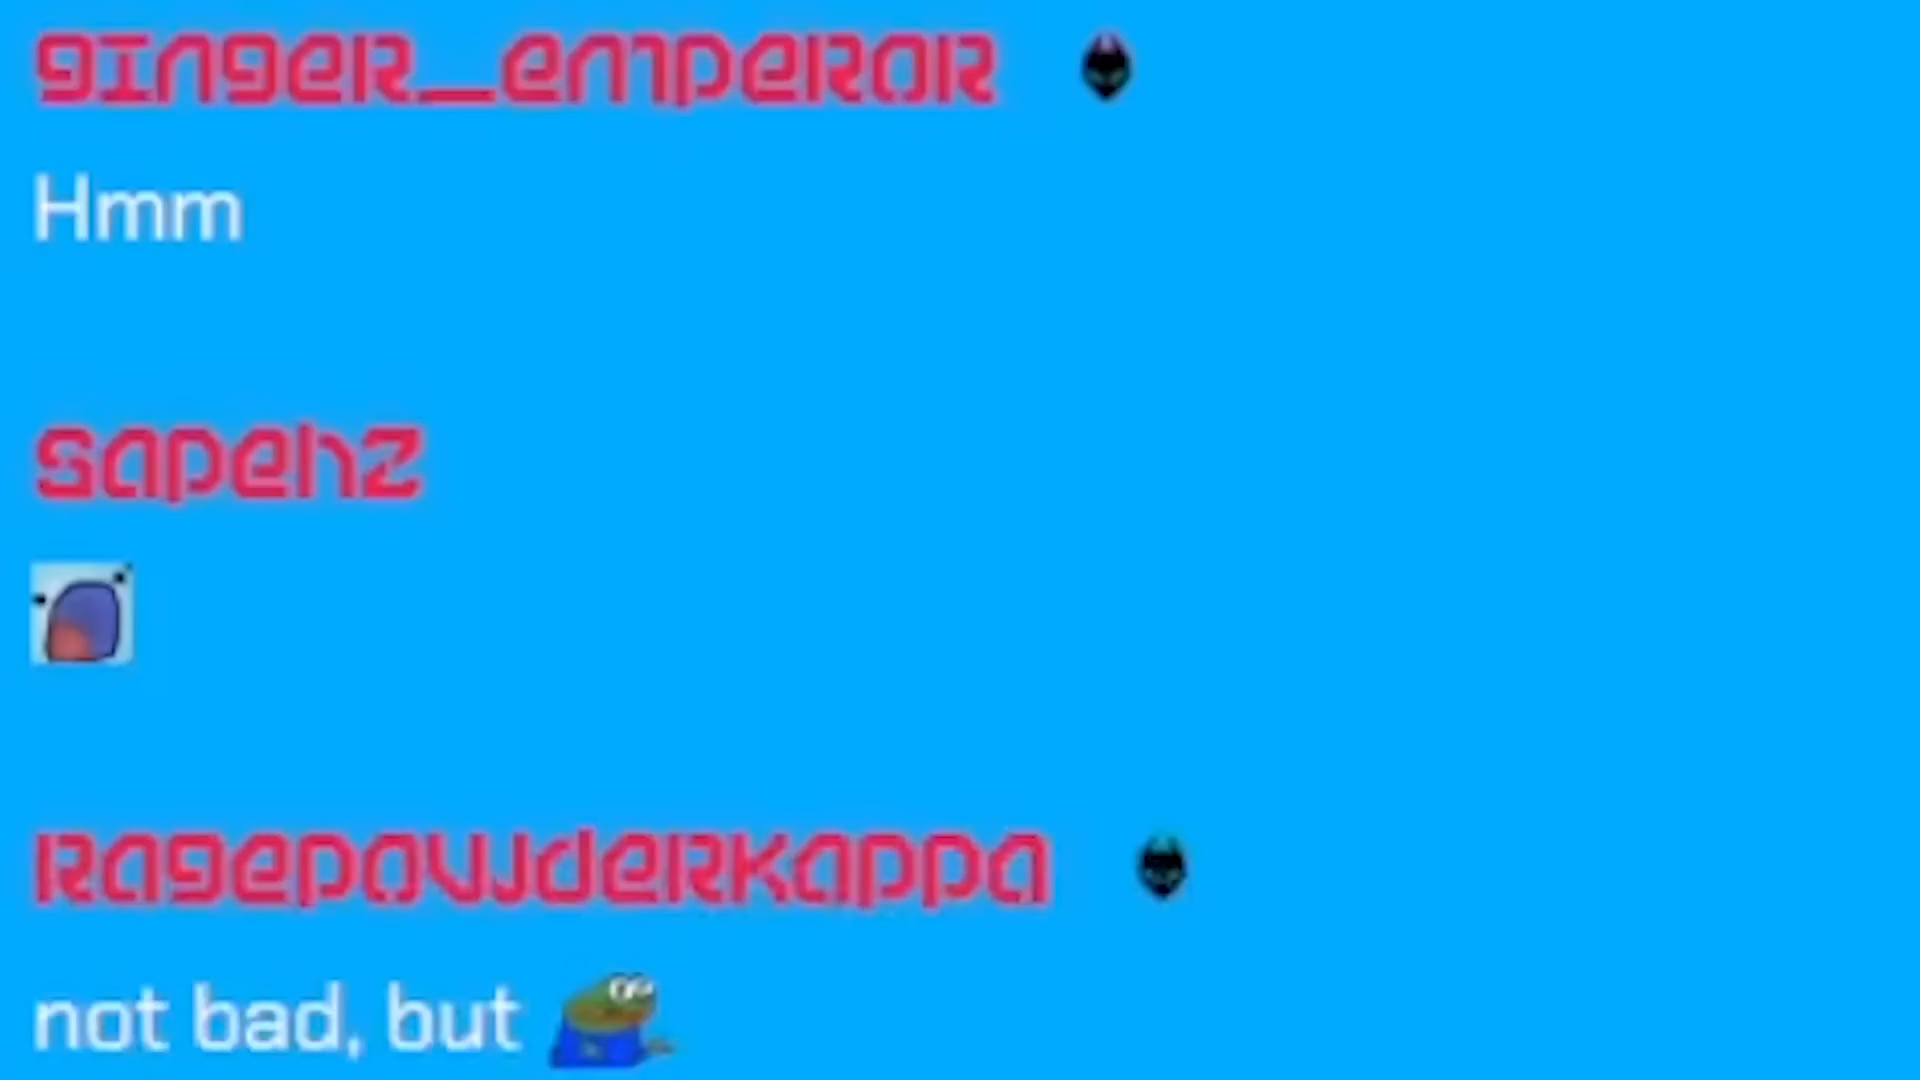 ginger_emperor
Hmm
sapehz
Ragepowderkappa
not bad, but